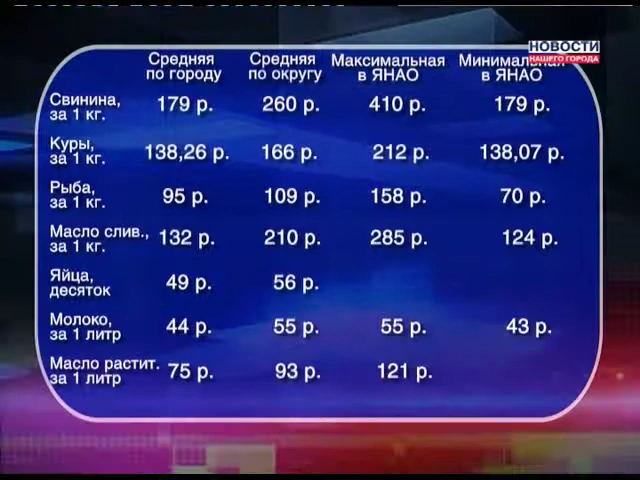 Средняя по городу Средняя по округу Максимальная в ЯНАО Минимальная в ЯНАО
НОВОСТИ
НАШЕГО ГОРОДА
Свинина, за 1 кг. 179 р. 260 р. 410 р. 179 р.
Куры, за 1 кг. 138,26 р. 166 р. 212 р. 138,07 р.
Рыба, за 1 кг. 95 р. 109 р. 158 р. 70 р.
Масло слив., за 1 кг. 132 р. 210 р. 285 р. 124 р.
Яйца, десяток 49 р. 56 р.
Молоко, за 1 литр 44 р. 55 р. 55 р. 43 р.
Масло растит. за 1 литр 75 р. 93 р. 121 р.